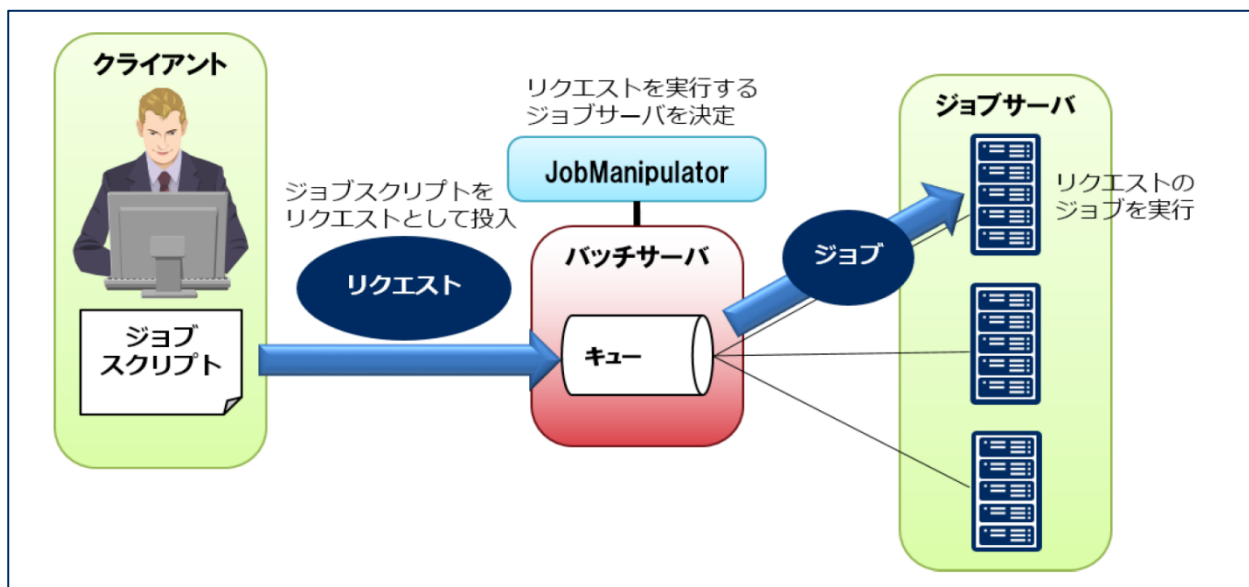 クライアント
ジョブ
スクリプト
ジョブスクリプトを
リクエストとして投入
リクエスト
リクエストを実行する
ジョブサーバを決定
JobManipulator
バッチサーバ
キュー
ジョブ
ジョブサーバ
リクエストの
ジョブを実行